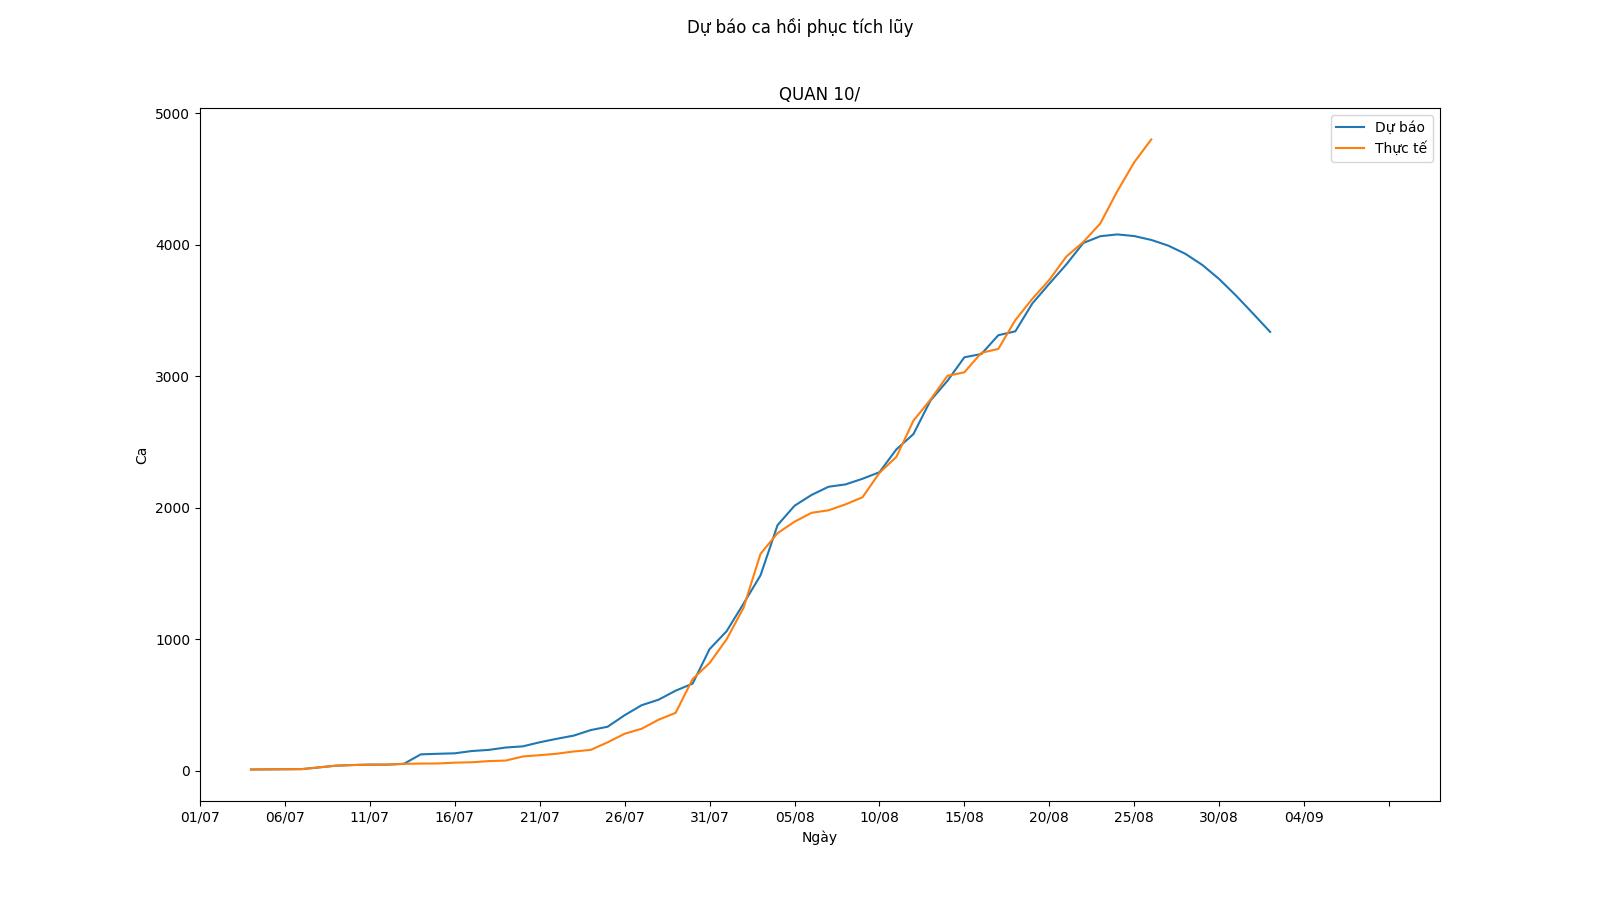 Dự báo ca hồi phục tích lũy
QUAN 10/
Dự báo
Thực tế
5000
4000
3000
2000
1000
0
Ca
01/07 06/07 11/07 16/07 21/07 26/07 31/07 05/08 10/08 15/08 20/08 25/08 30/08 04/09
Ngày